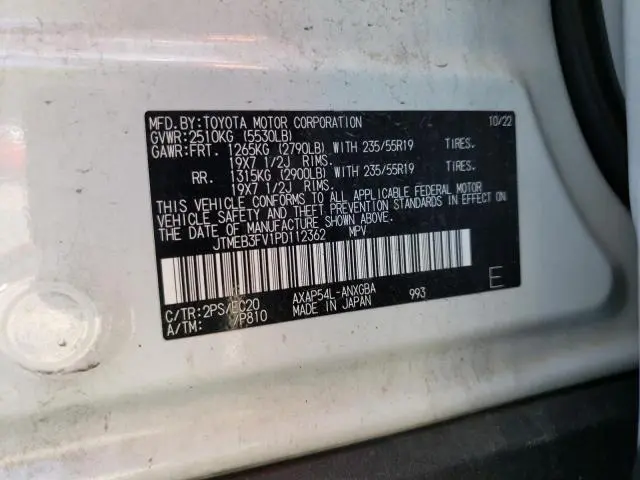 MFD.BY:TOYOTA MOTOR CORPORATION 10/22
GVWR:2510KG (5530LB)
GAWR:FRT. 1265KG (2790LB) WITH 235/55R19 TIRES.
19X7 1/2J RIMS.
RR. 1315KG (2900LB) WITH 235/55R19 TIRES.
19X7 1/2J RIMS.
THIS VEHICLE CONFORMS TO ALL APPLICABLE FEDERAL MOTOR
VEHICLE SAFETY AND THEFT PREVENTION STANDARDS IN EFFECT ON
THE DATE OF MANUFACTURE SHOWN ABOVE.
JTMEB3FV1PD112362 MPV
C/TR:2PS/EC20 AXAP54L-ANXGBA 993 E
A/TM: /P810 MADE IN JAPAN